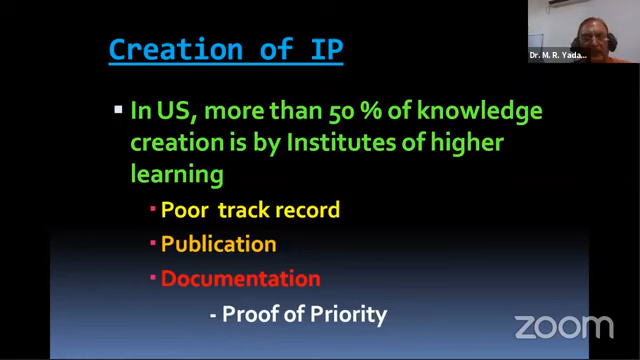 Creation of IP
Dr. M. R. Yada...
In US, more than 50 % of knowledge
creation is by Institutes of higher
learning
Poor track record
Publication
Documentation
- Proof of Priority
zoom